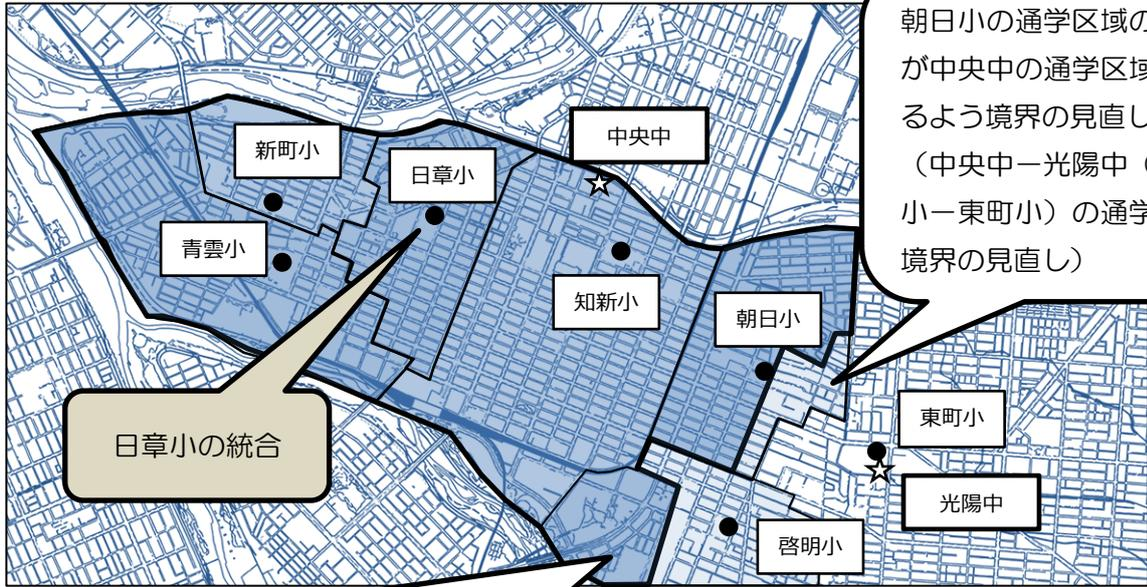 朝日小の通学区域の
が中央中の通学区域
るよう境界の見直し
（中央中－光陽中（
小－東町小）の通学
境界の見直し）
中央中
新町小
日章小
青雲小
知新小
朝日小
東町小
光陽中
日章小の統合
啓明小